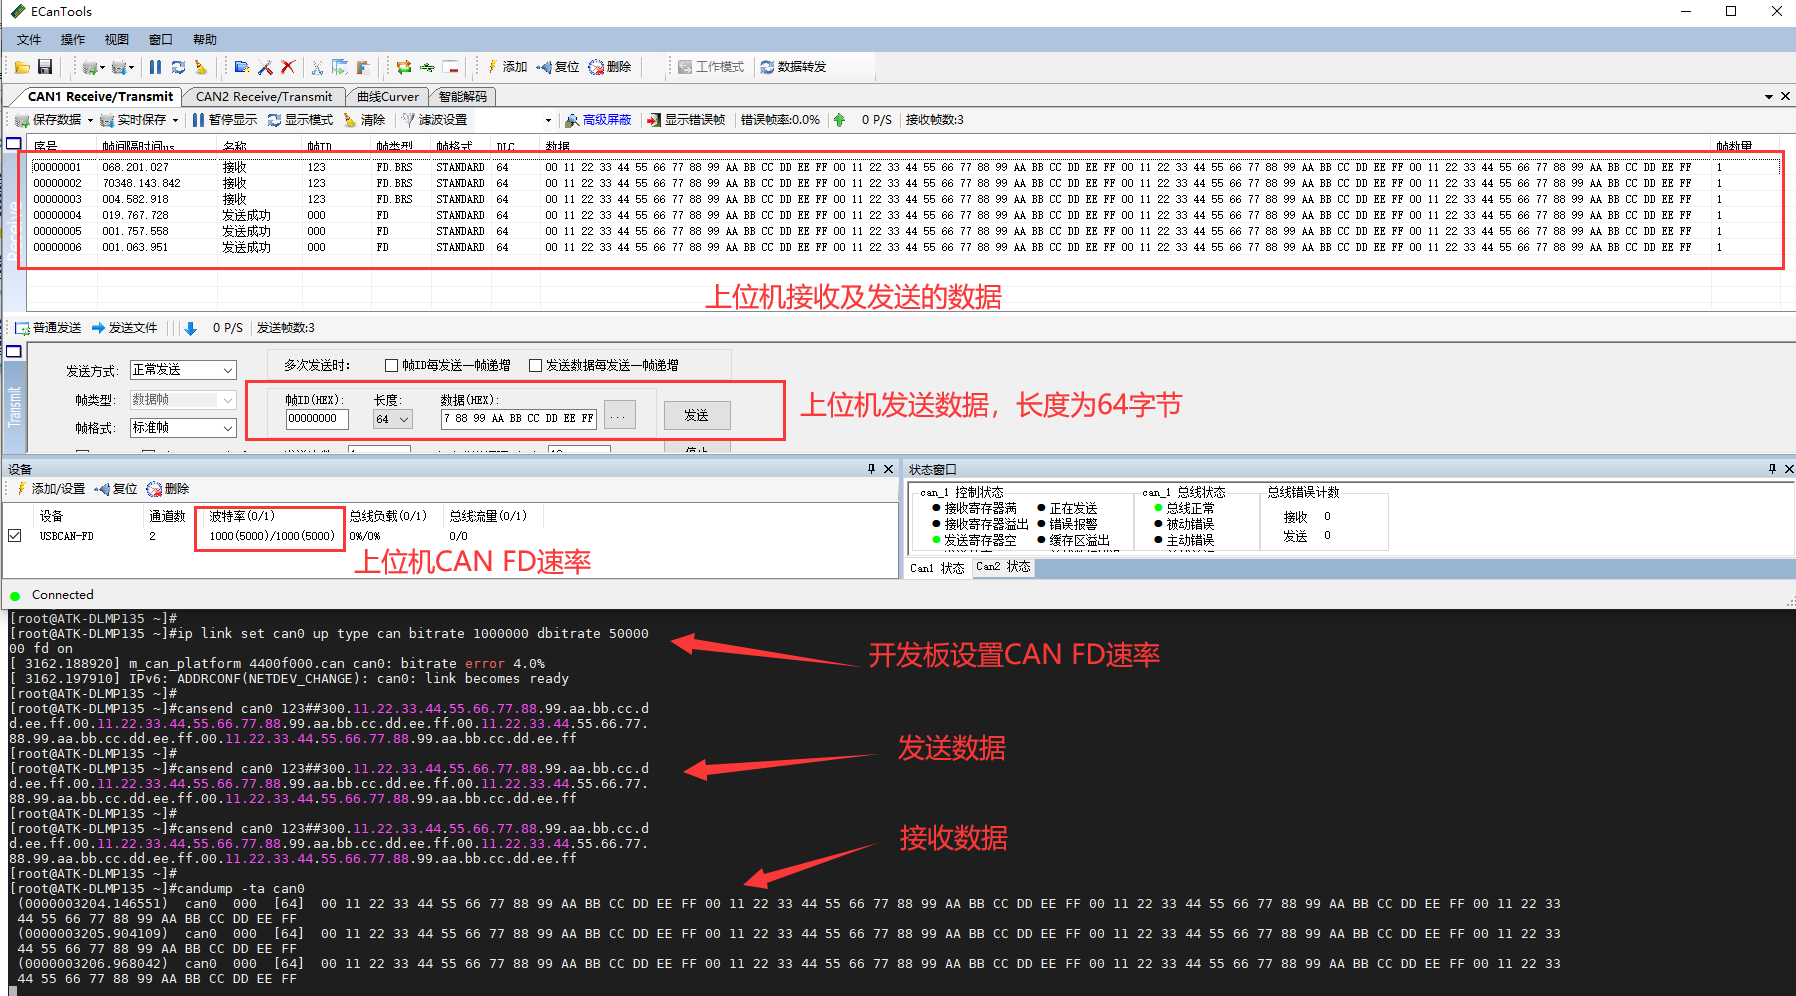 ECanTools
文件 操作 视图 窗口 帮助
添加 复位 删除 工作模式 数据转发
CAN1 Receive/Transmit CAN2 Receive/Transmit 曲线Curver 智能解码
保存数据 实时保存 暂停显示 显示模式 清除 滤波设置 高级屏蔽 显示错误帧 错误帧率:0.0% 0 P/S 接收帧数:3
序号 帧间隔时间us 名称 帧ID 帧类型 帧格式 DLC 数据 帧数量
00000001 068.201.027 接收 123 FD.BRS STANDARD 64 00 11 22 33 44 55 66 77 88 99 AA BB CC DD EE FF 00 11 22 33 44 55 66 77 88 99 AA BB CC DD EE FF 00 11 22 33 44 55 66 77 88 99 AA BB CC DD EE FF 00 11 22 33 44 55 66 77 88 99 AA BB CC DD EE FF 1
00000002 70348.143.842 接收 123 FD.BRS STANDARD 64 00 11 22 33 44 55 66 77 88 99 AA BB CC DD EE FF 00 11 22 33 44 55 66 77 88 99 AA BB CC DD EE FF 00 11 22 33 44 55 66 77 88 99 AA BB CC DD EE FF 00 11 22 33 44 55 66 77 88 99 AA BB CC DD EE FF 1
00000003 004.582.918 接收 123 FD.BRS STANDARD 64 00 11 22 33 44 55 66 77 88 99 AA BB CC DD EE FF 00 11 22 33 44 55 66 77 88 99 AA BB CC DD EE FF 00 11 22 33 44 55 66 77 88 99 AA BB CC DD EE FF 00 11 22 33 44 55 66 77 88 99 AA BB CC DD EE FF 1
00000004 019.767.728 发送成功 000 FD STANDARD 64 00 11 22 33 44 55 66 77 88 99 AA BB CC DD EE FF 00 11 22 33 44 55 66 77 88 99 AA BB CC DD EE FF 00 11 22 33 44 55 66 77 88 99 AA BB CC DD EE FF 00 11 22 33 44 55 66 77 88 99 AA BB CC DD EE FF 1
00000005 001.757.558 发送成功 000 FD STANDARD 64 00 11 22 33 44 55 66 77 88 99 AA BB CC DD EE FF 00 11 22 33 44 55 66 77 88 99 AA BB CC DD EE FF 00 11 22 33 44 55 66 77 88 99 AA BB CC DD EE FF 00 11 22 33 44 55 66 77 88 99 AA BB CC DD EE FF 1
00000006 001.063.951 发送成功 000 FD STANDARD 64 00 11 22 33 44 55 66 77 88 99 AA BB CC DD EE FF 00 11 22 33 44 55 66 77 88 99 AA BB CC DD EE FF 00 11 22 33 44 55 66 77 88 99 AA BB CC DD EE FF 00 11 22 33 44 55 66 77 88 99 AA BB CC DD EE FF 1
Receive
上位机接收及发送的数据
普通发送 发送文件 0 P/S 发送帧数:3
Transmit
发送方式: 正常发送 多次发送时: 帧ID每发送一帧递增 发送数据每发送一帧递增
帧类型: 数据帧 帧ID(HEX): 长度: 数据(HEX):
00000000 64 7 88 99 AA BB CC DD EE FF ... 发送
帧格式: 标准帧
停止
上位机发送数据，长度为64字节
设备
添加/设置 复位 删除
设备 通道数 波特率(0/1) 总线负载(0/1) 总线流量(0/1)
USBCAN-FD 2 1000(5000)/1000(5000) 0%/0% 0/0
上位机CAN FD速率
状态窗口
can_1 控制状态 can_1 总线状态 总线错误计数
接收寄存器满 正在发送 总线正常 接收 0
接收寄存器溢出 错误报警 被动错误
发送寄存器空 缓存区溢出 主动错误 发送 0
Can1 状态 Can2 状态
Connected
[root@ATK-DLMP135 ~]#
[root@ATK-DLMP135 ~]#ip link set can0 up type can bitrate 1000000 dbitrate 50000
00 fd on
[ 3162.188920] m_can_platform 4400f000.can can0: bitrate error 4.0%
[ 3162.197910] IPv6: ADDRCONF(NETDEV_CHANGE): can0: link becomes ready
[root@ATK-DLMP135 ~]#
[root@ATK-DLMP135 ~]#cansend can0 123##300.11.22.33.44.55.66.77.88.99.aa.bb.cc.d
d.ee.ff.00.11.22.33.44.55.66.77.88.99.aa.bb.cc.dd.ee.ff.00.11.22.33.44.55.66.77.
88.99.aa.bb.cc.dd.ee.ff.00.11.22.33.44.55.66.77.88.99.aa.bb.cc.dd.ee.ff
[root@ATK-DLMP135 ~]#
[root@ATK-DLMP135 ~]#cansend can0 123##300.11.22.33.44.55.66.77.88.99.aa.bb.cc.d
d.ee.ff.00.11.22.33.44.55.66.77.88.99.aa.bb.cc.dd.ee.ff.00.11.22.33.44.55.66.77.
88.99.aa.bb.cc.dd.ee.ff.00.11.22.33.44.55.66.77.88.99.aa.bb.cc.dd.ee.ff
[root@ATK-DLMP135 ~]#
[root@ATK-DLMP135 ~]#cansend can0 123##300.11.22.33.44.55.66.77.88.99.aa.bb.cc.d
d.ee.ff.00.11.22.33.44.55.66.77.88.99.aa.bb.cc.dd.ee.ff.00.11.22.33.44.55.66.77.
88.99.aa.bb.cc.dd.ee.ff.00.11.22.33.44.55.66.77.88.99.aa.bb.cc.dd.ee.ff
[root@ATK-DLMP135 ~]#
[root@ATK-DLMP135 ~]#candump -ta can0
(0000003204.146551) can0 000 [64] 00 11 22 33 44 55 66 77 88 99 AA BB CC DD EE FF 00 11 22 33 44 55 66 77 88 99 AA BB CC DD EE FF 00 11 22 33 44 55 66 77 88 99 AA BB CC DD EE FF 00 11 22 33
44 55 66 77 88 99 AA BB CC DD EE FF
(0000003205.904109) can0 000 [64] 00 11 22 33 44 55 66 77 88 99 AA BB CC DD EE FF 00 11 22 33 44 55 66 77 88 99 AA BB CC DD EE FF 00 11 22 33 44 55 66 77 88 99 AA BB CC DD EE FF 00 11 22 33
44 55 66 77 88 99 AA BB CC DD EE FF
(0000003206.968042) can0 000 [64] 00 11 22 33 44 55 66 77 88 99 AA BB CC DD EE FF 00 11 22 33 44 55 66 77 88 99 AA BB CC DD EE FF 00 11 22 33 44 55 66 77 88 99 AA BB CC DD EE FF 00 11 22 33
44 55 66 77 88 99 AA BB CC DD EE FF
开发板设置CAN FD速率
发送数据
接收数据